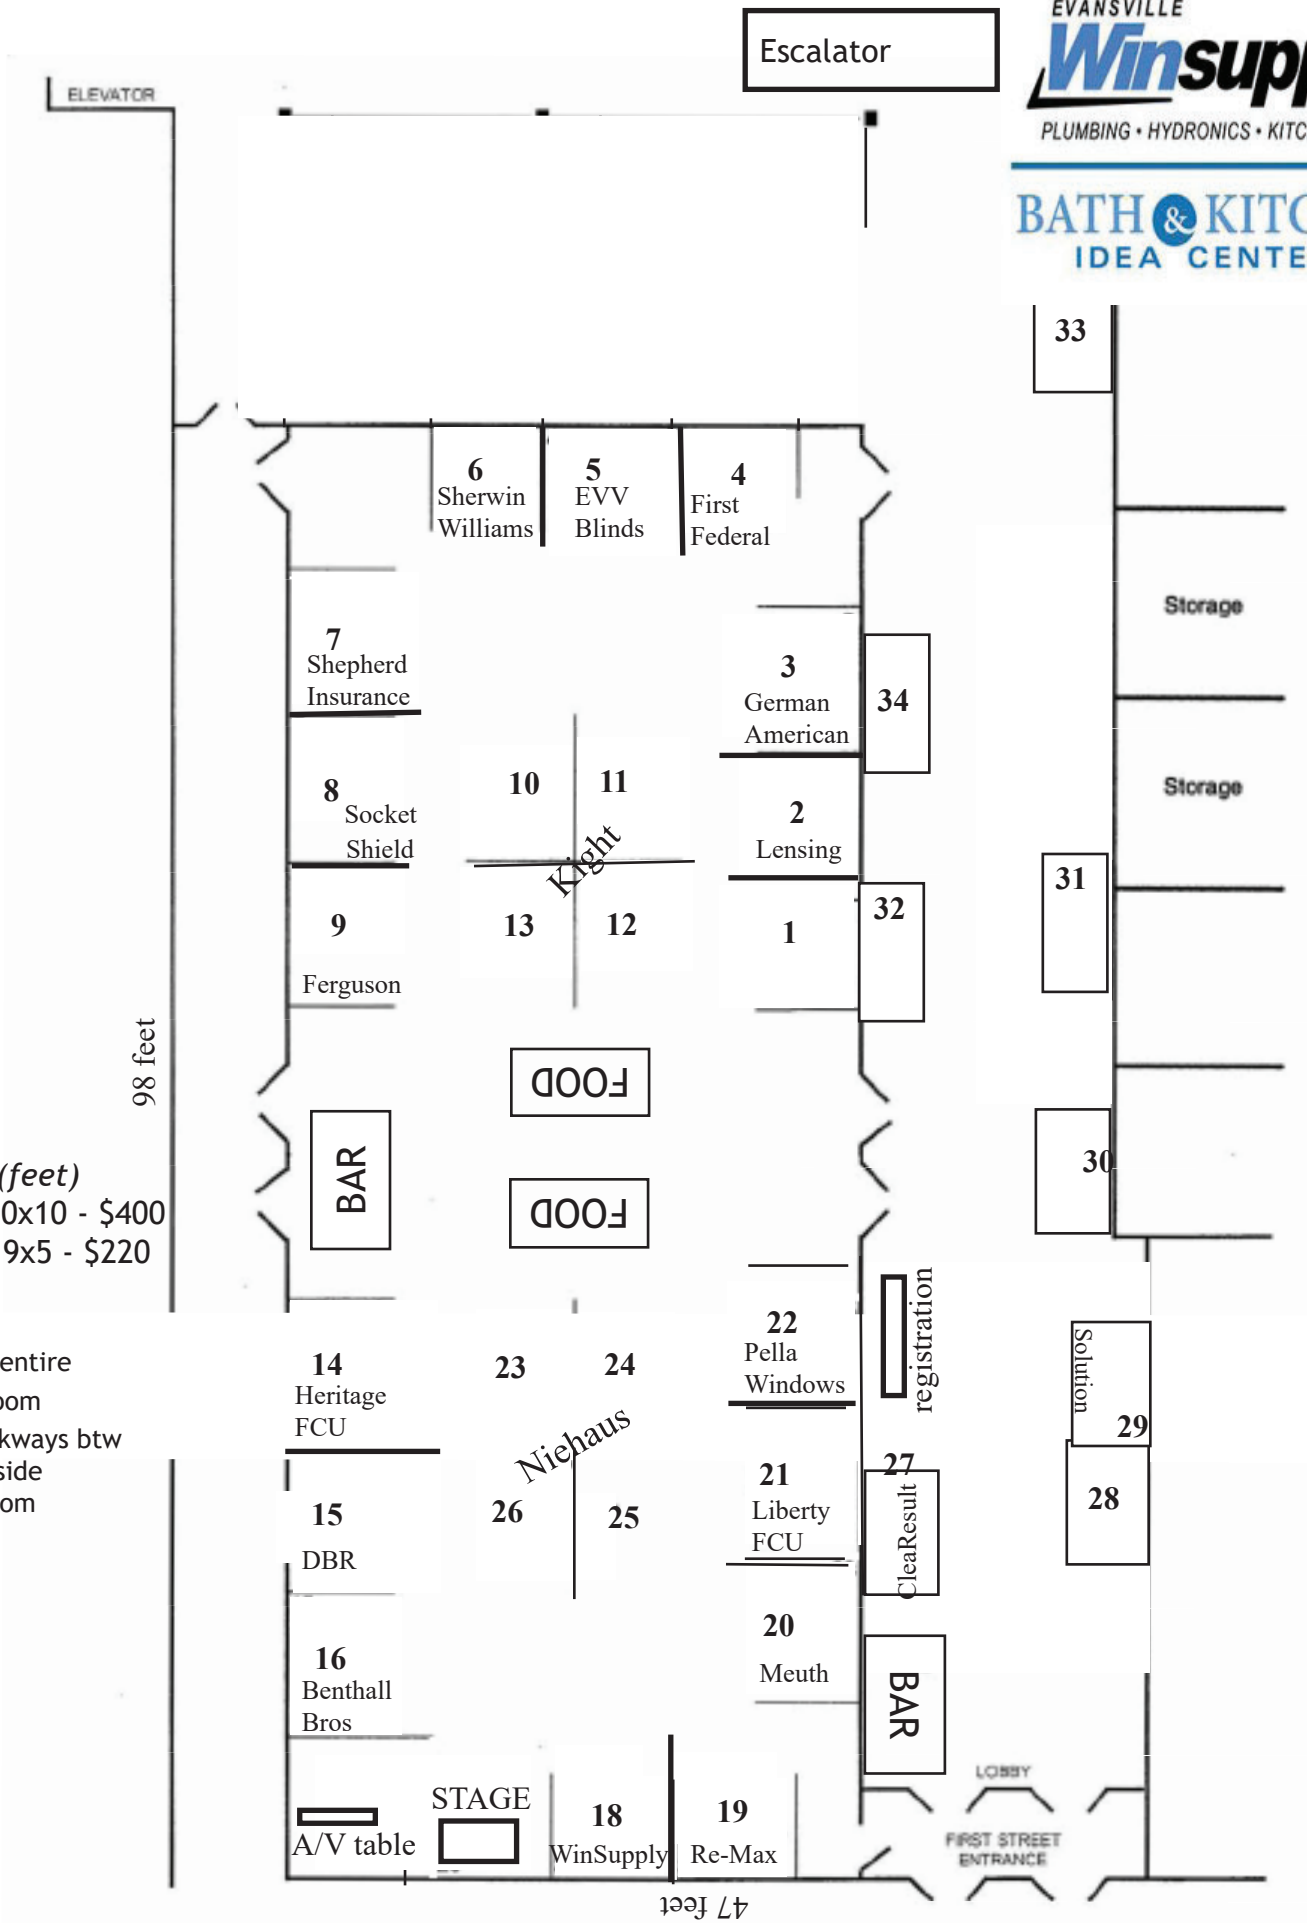 EVANSVILLE
Winsupp
PLUMBING • HYDRONICS • KITC
BATH & KITC
IDEA CENTE
Escalator
ELEVATOR
33
6
Sherwin
Williams
5
EVV
Blinds
4
First
Federal
Storage
7
Shepherd
Insurance
3
German
American
34
Storage
8
Socket
Shield
10
11
Kight
13
12
2
Lensing
31
32
9
Ferguson
1
98 feet
FOOD
BAR
FOOD
30
(feet)
0x10 - $400
9x5 - $220
entire
oom
kways btw
side
om
14
Heritage
FCU
23
24
Niehaus
26
25
22
Pella
Windows
registration
Solution
29
28
27
CleaResult
21
Liberty
FCU
15
DBR
16
Benthall
Bros
20
Meuth
BAR
LOBBY
FIRST STREET
ENTRANCE
STAGE
A/V table
18
WinSupply
19
Re-Max
47 feet